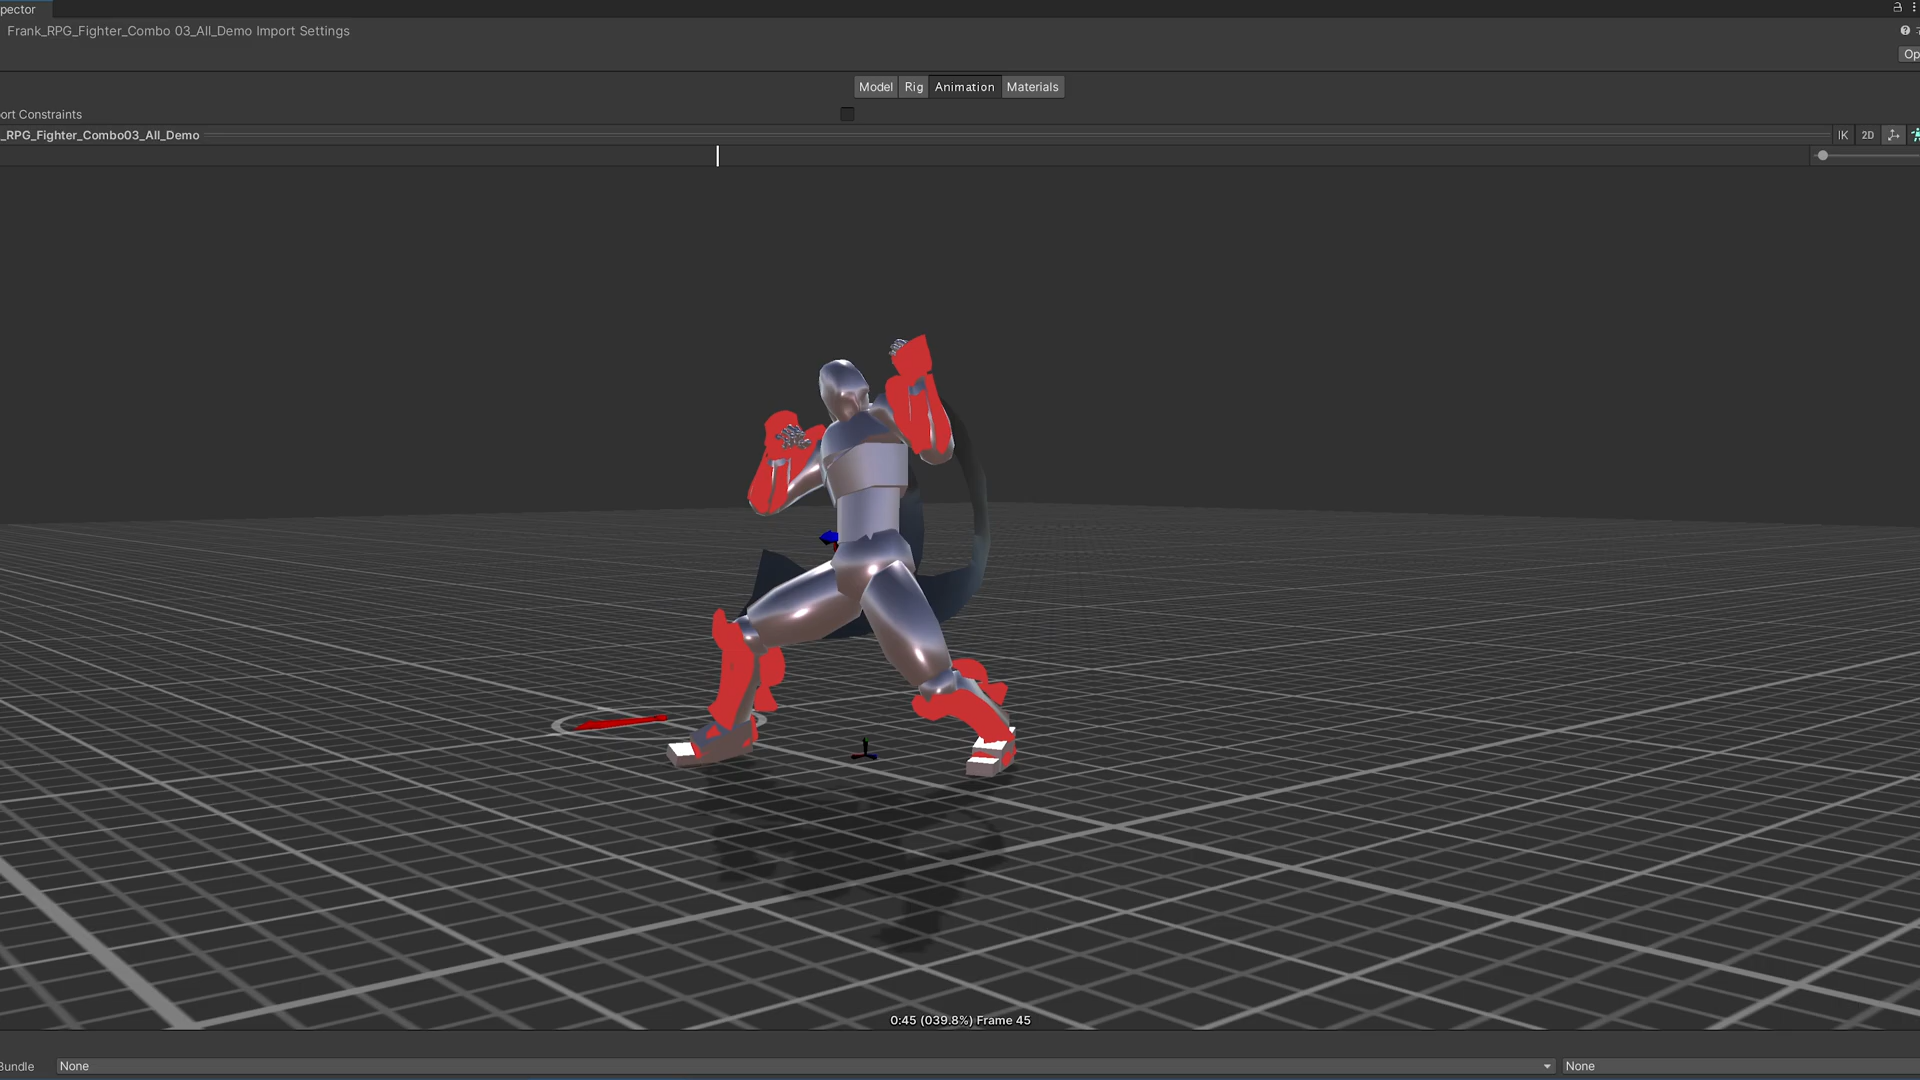 pector
Frank_RPG_Fighter_Combo 03_All_Demo Import Settings
Op
Model Rig Animation Materials
ort Constraints
_RPG_Fighter_Combo03_All_Demo IK 2D
0:45 (039.8%) Frame 45
Bundle None None